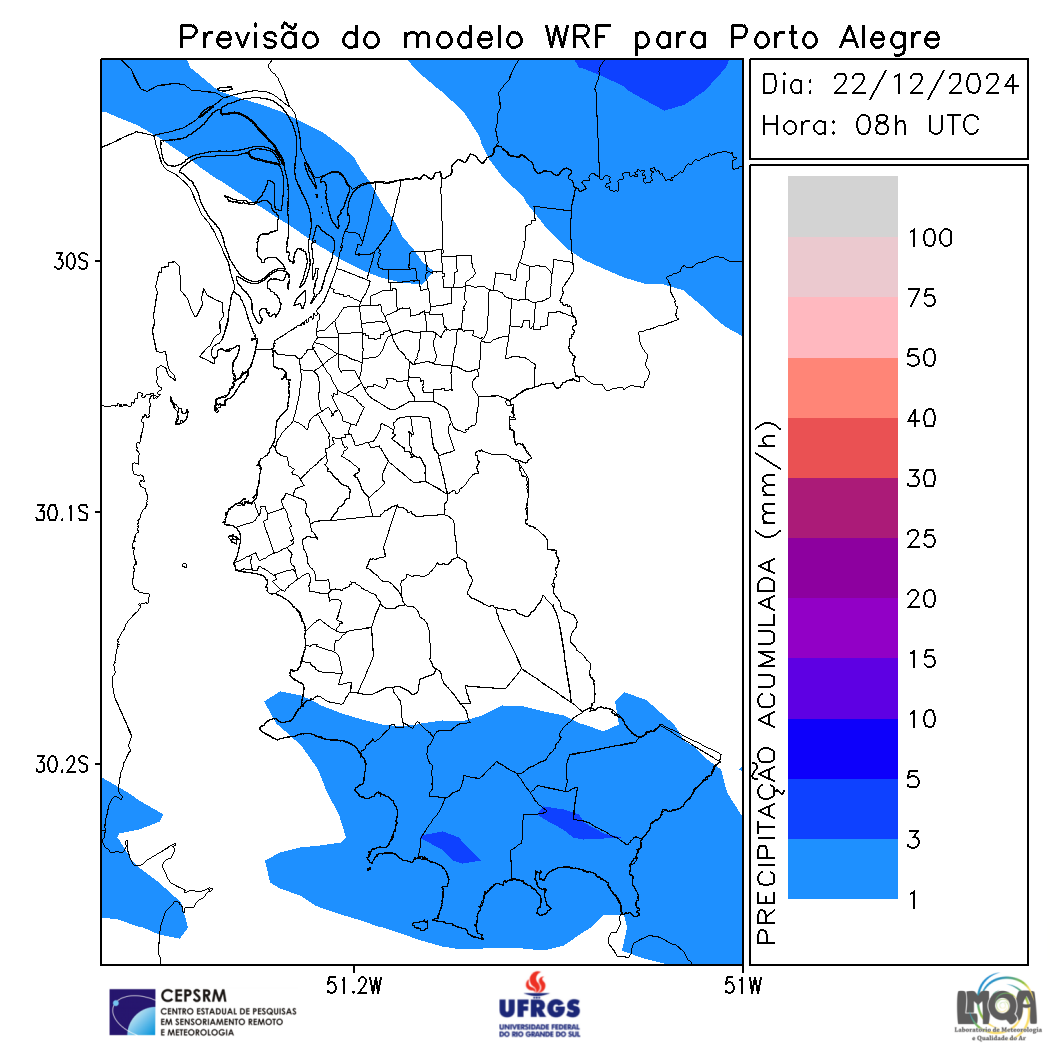 Previsão do modelo WRF para Porto Alegre
Dia: 22/12/2024
Hora: 08h UTC
30S
30.1S
30.2S
51.2W
51W
PRECIPITAÇÃO ACUMULADA (mm/h)
100
75
50
40
30
25
20
15
10
5
3
1
CEPSRM
CENTRO ESTADUAL DE PESQUISAS
EM SENSORIAMENTO REMOTO
E METEOROLOGIA
UFRGS
UNIVERSIDADE FEDERAL
DO RIO GRANDE DO SUL
LMQA
Laboratório de Meteorologia
e Qualidade do Ar